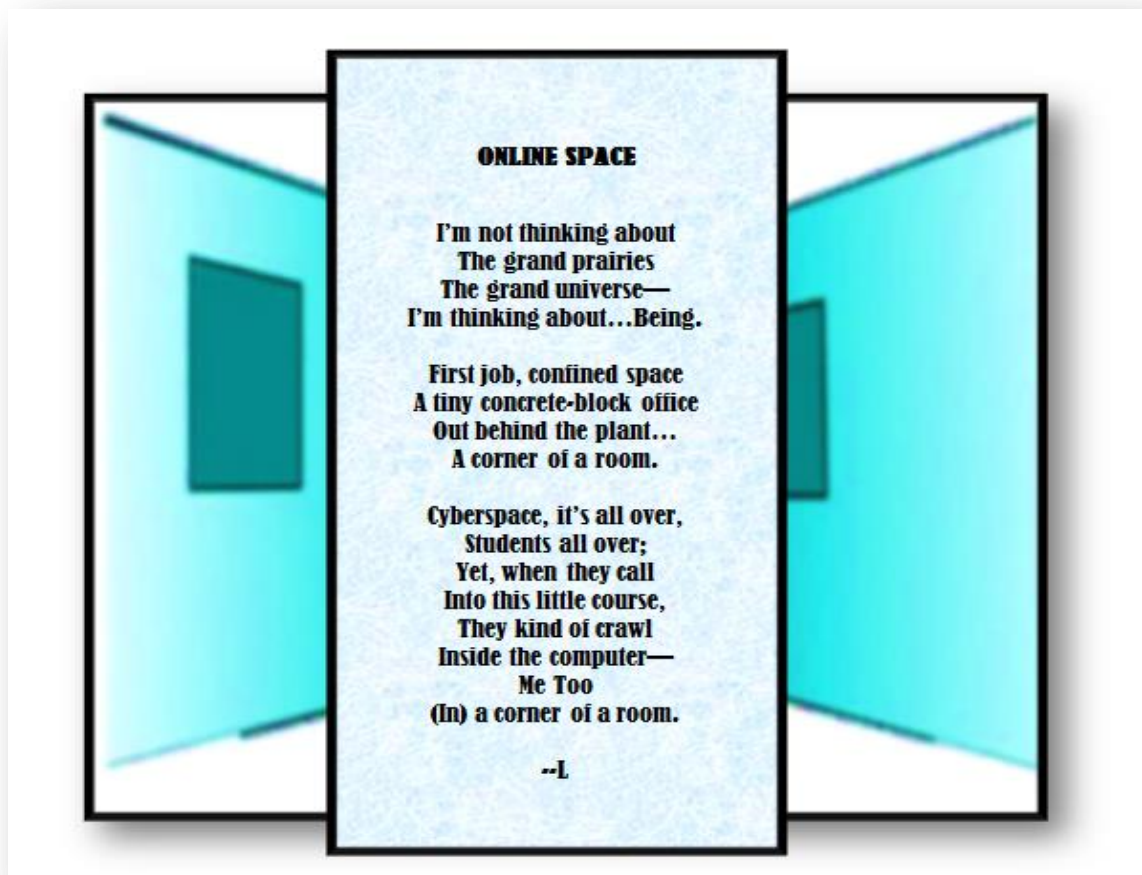 ONLINE SPACE
I'm not thinking about
The grand prairies
The grand universe—
I'm thinking about...Being.
First job, confined space
A tiny concrete-block office
Out behind the plant...
A corner of a room.
Cyberspace, it's all over,
Students all over;
Yet, when they call
Into this little course,
They kind of crawl
Inside the computer—
Me Too
(In) a corner of a room.
--L